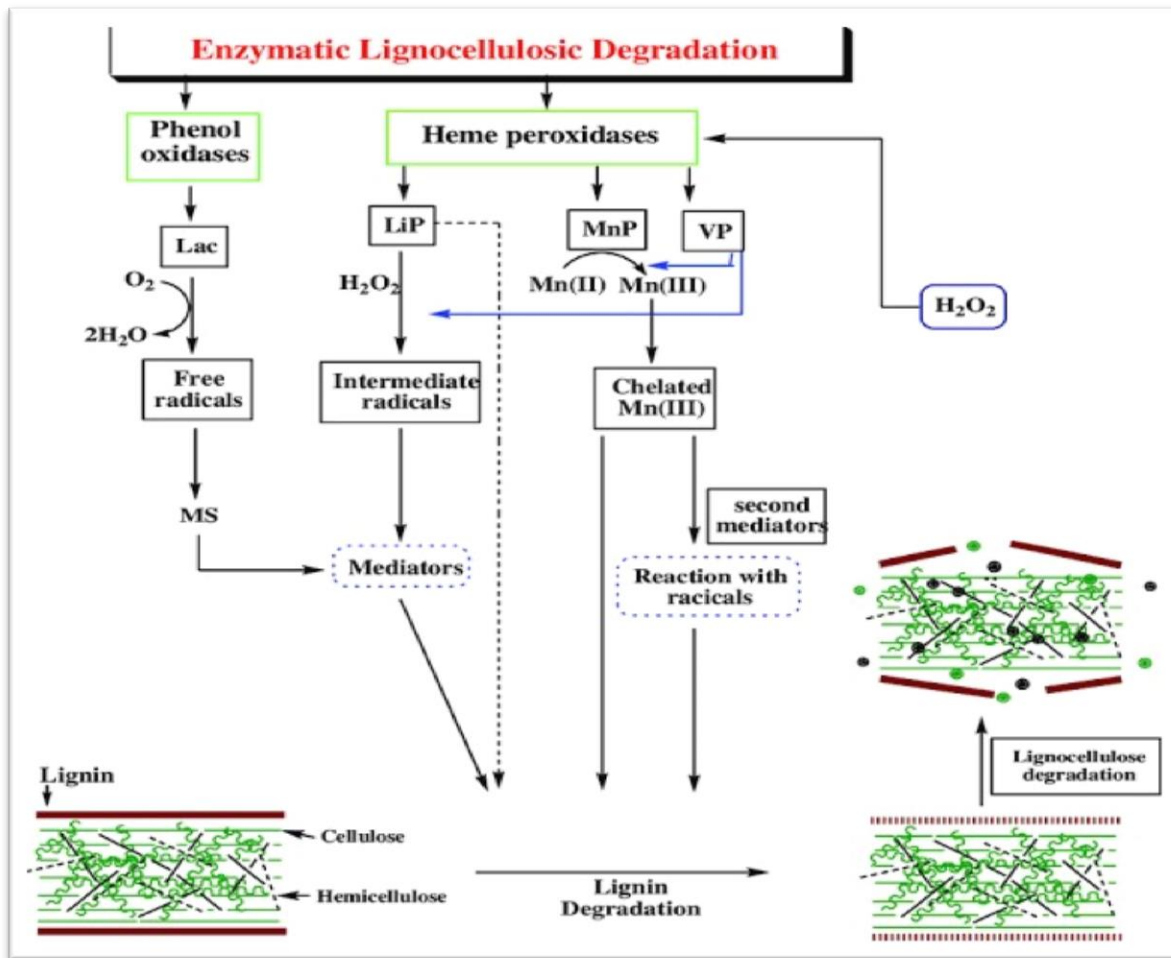 Enzymatic Lignocellulosic Degradation
Phenol
oxidases
Heme peroxidases
Lac
LiP
MnP
VP
O₂
2H₂O
H₂O₂
Mn(II)
Mn(III)
H₂O₂
Free
radicals
Intermediate
radicals
Chelated
Mn(III)
MS
second
mediators
Mediators
Reaction with
racicals
Lignin
Cellulose
Hemicellulose
Lignin
Degradation
Lignocellulose
degradation